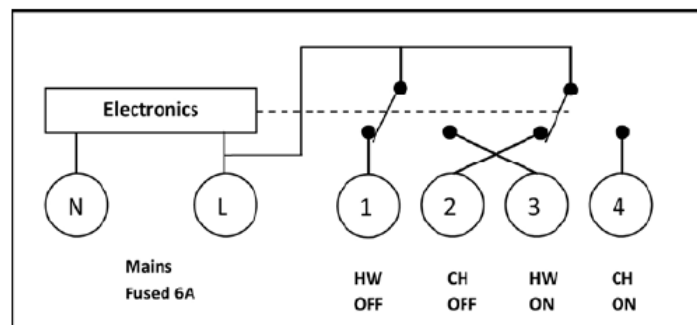 Electronics
N L 1 2 3 4
Mains
Fused 6A
HW CH HW CH
OFF OFF ON ON